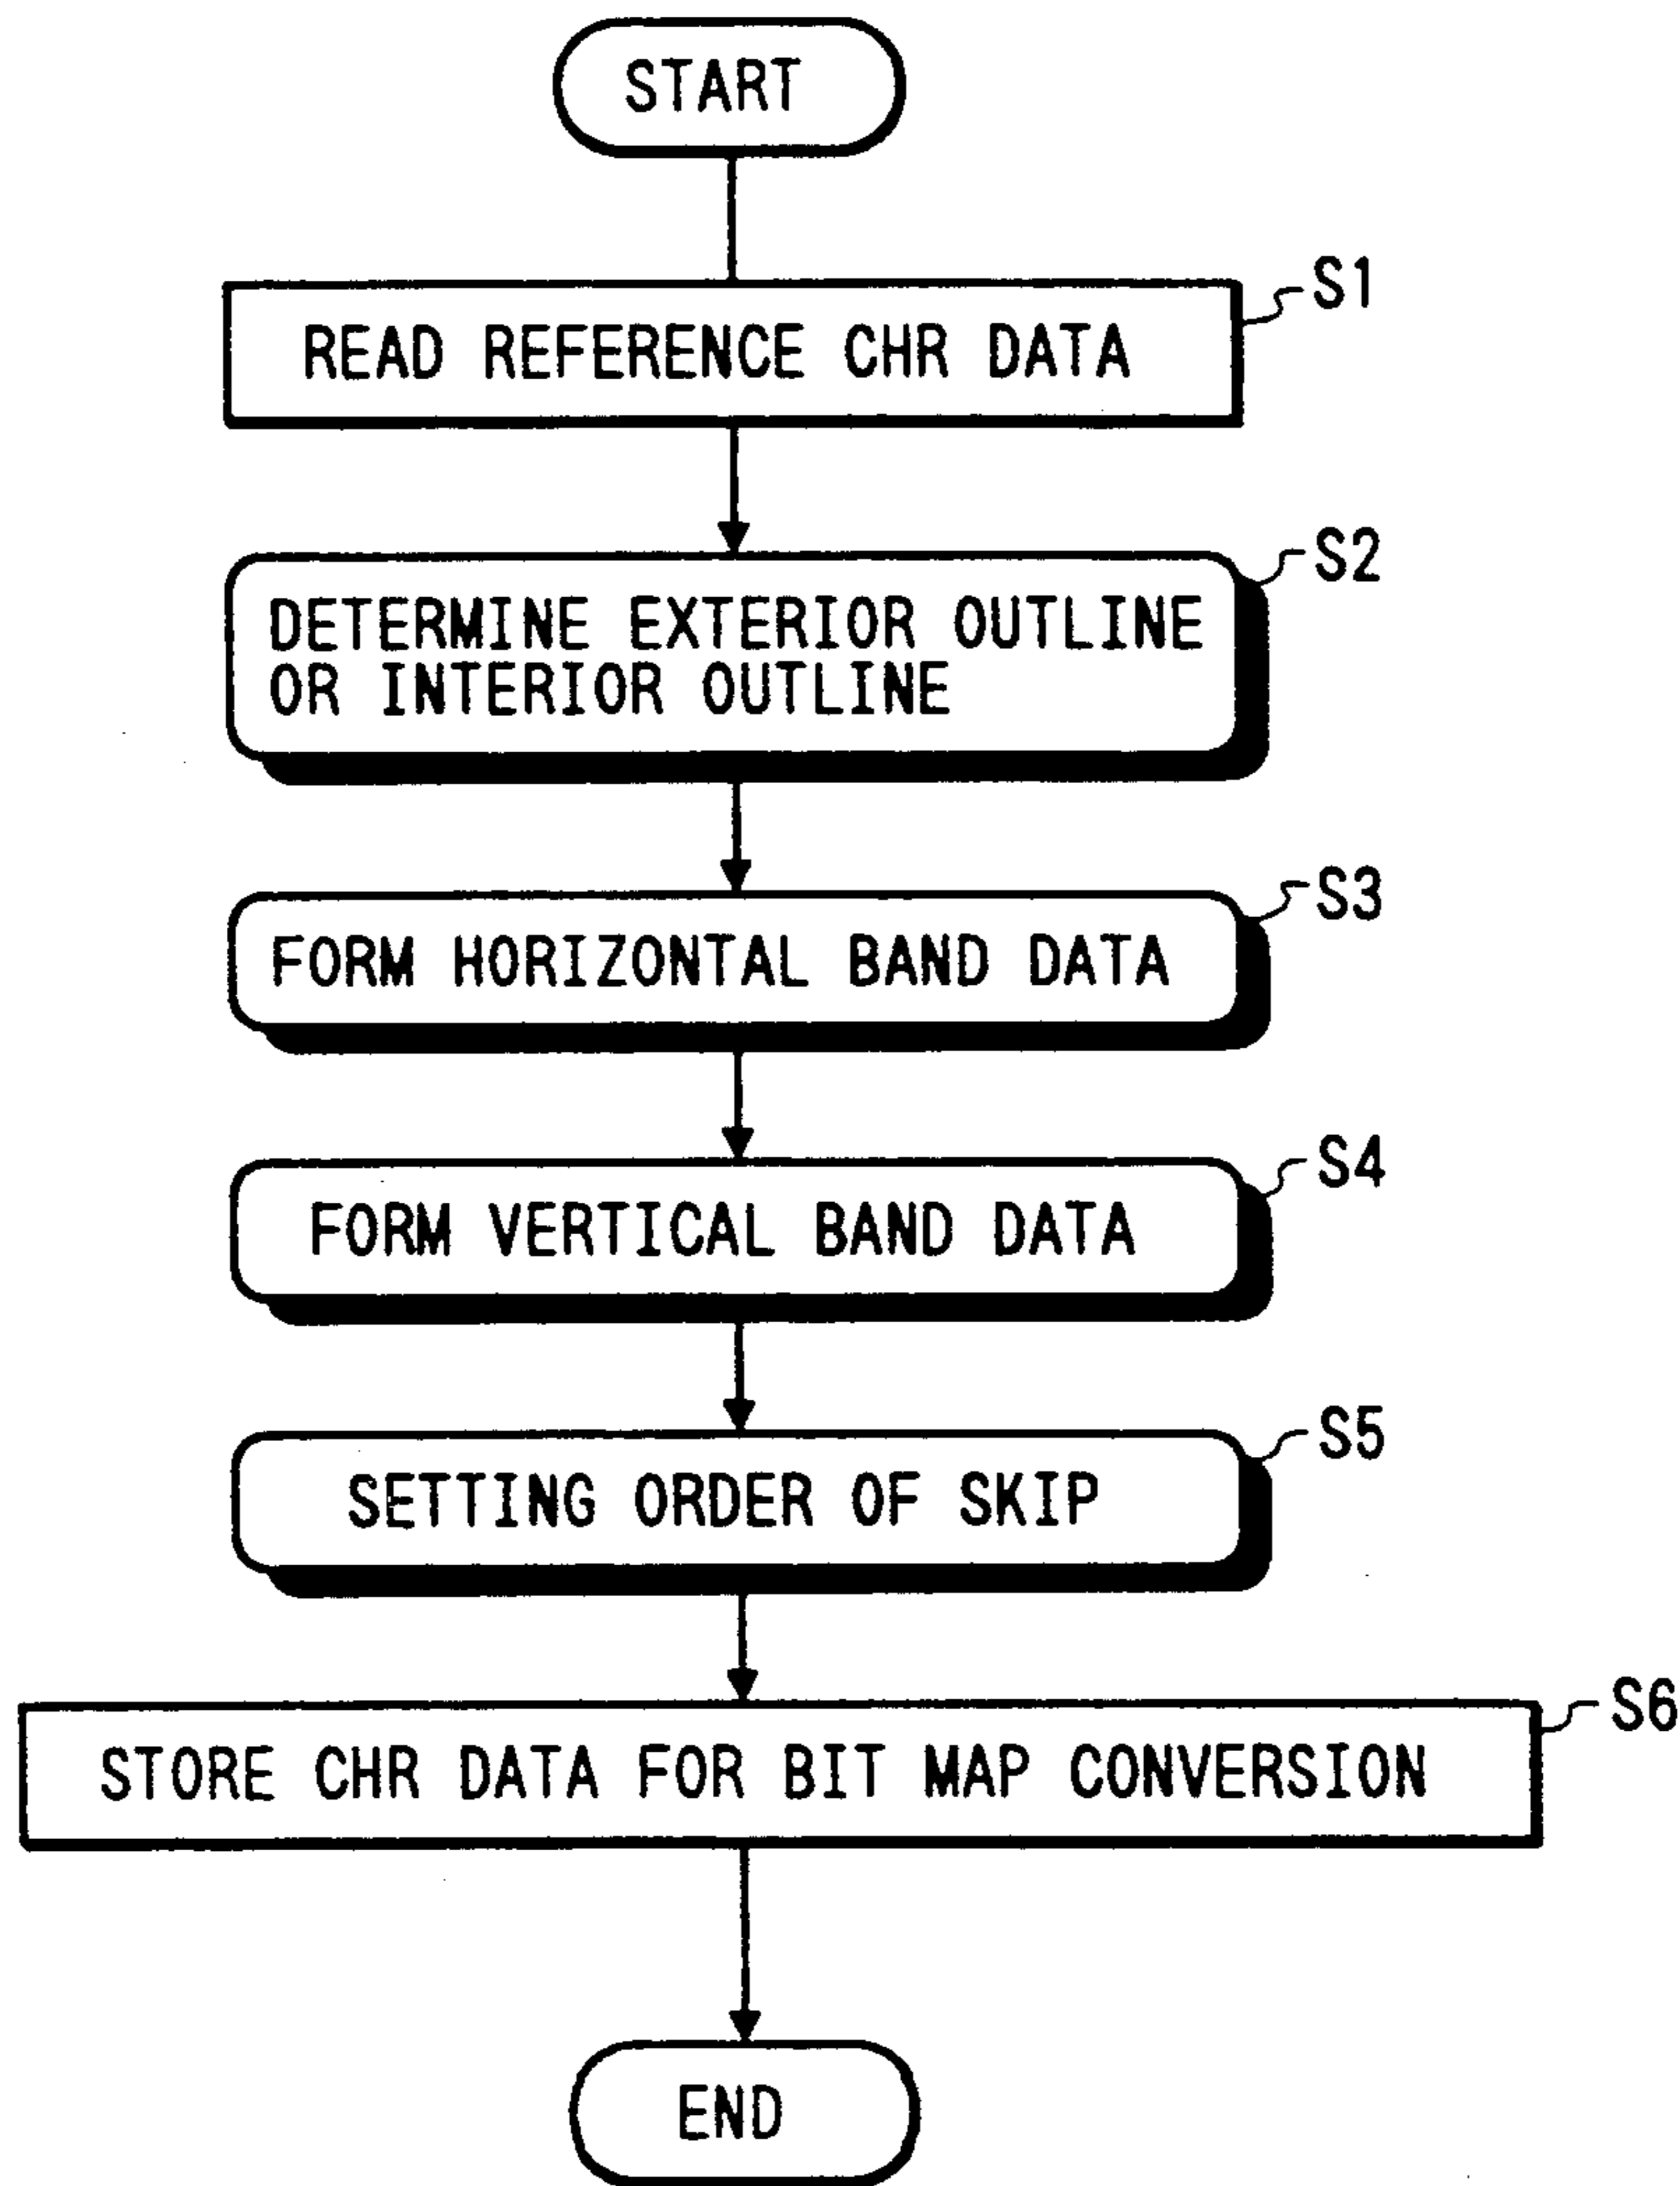 START
S1
READ REFERENCE CHR DATA
S2
DETERMINE EXTERIOR OUTLINE
OR INTERIOR OUTLINE
S3
FORM HORIZONTAL BAND DATA
S4
FORM VERTICAL BAND DATA
S5
SETTING ORDER OF SKIP
S6
STORE CHR DATA FOR BIT MAP CONVERSION
END